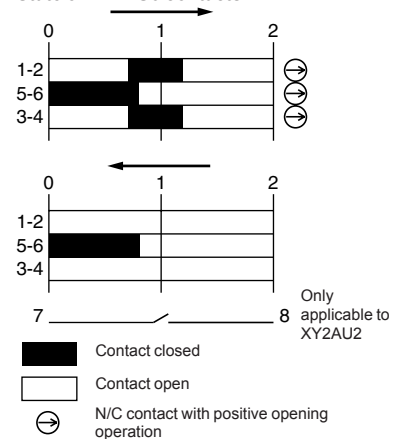 0 1 2
1-2
5-6
3-4
0 1 2
1-2
5-6
3-4
7 8 Only applicable to XY2AU2
Contact closed
Contact open
N/C contact with positive opening
operation